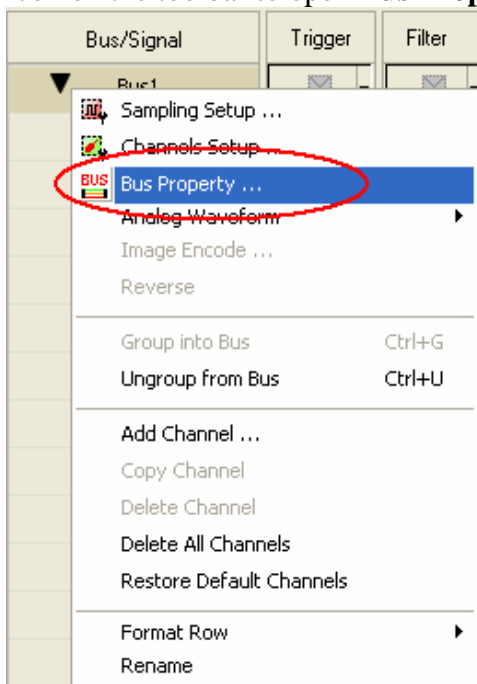 Bus/Signal Trigger Filter
Bus1
Sampling Setup ...
Channels Setup ...
BUS Bus Property ...
Analog Waveform
Image Encode ...
Reverse
Group into Bus Ctrl+G
Ungroup from Bus Ctrl+U
Add Channel ...
Copy Channel
Delete Channel
Delete All Channels
Restore Default Channels
Format Row
Rename